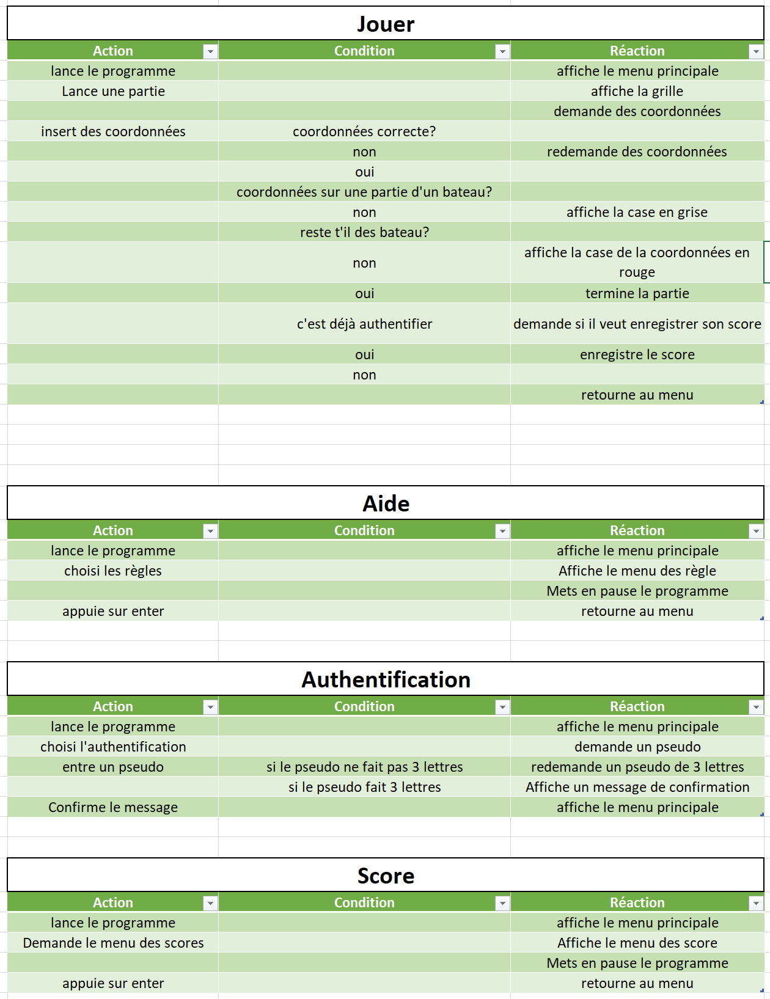 Jouer
Action Condition Réaction
lance le programme affiche le menu principale
Lance une partie affiche la grille
demande des coordonnées
insert des coordonnées coordonnées correcte?
non redemande des coordonnées
oui
coordonnées sur une partie d'un bateau?
non affiche la case en grise
reste t'il des bateau?
non affiche la case de la coordonnées en
rouge
oui termine la partie
c'est déjà authentifier demande si il veut enregistrer son score
oui enregistre le score
non
retourne au menu
Aide
Action Condition Réaction
lance le programme affiche le menu principale
choisi les règles Affiche le menu des règle
Mets en pause le programme
appuie sur enter retourne au menu
Authentification
Action Condition Réaction
lance le programme affiche le menu principale
choisi l'authentification demande un pseudo
entre un pseudo si le pseudo ne fait pas 3 lettres redemande un pseudo de 3 lettres
si le pseudo fait 3 lettres Affiche un message de confirmation
Confirme le message affiche le menu principale
Score
Action Condition Réaction
lance le programme affiche le menu principale
Demande le menu des scores Affiche le menu des score
Mets en pause le programme
appuie sur enter retourne au menu